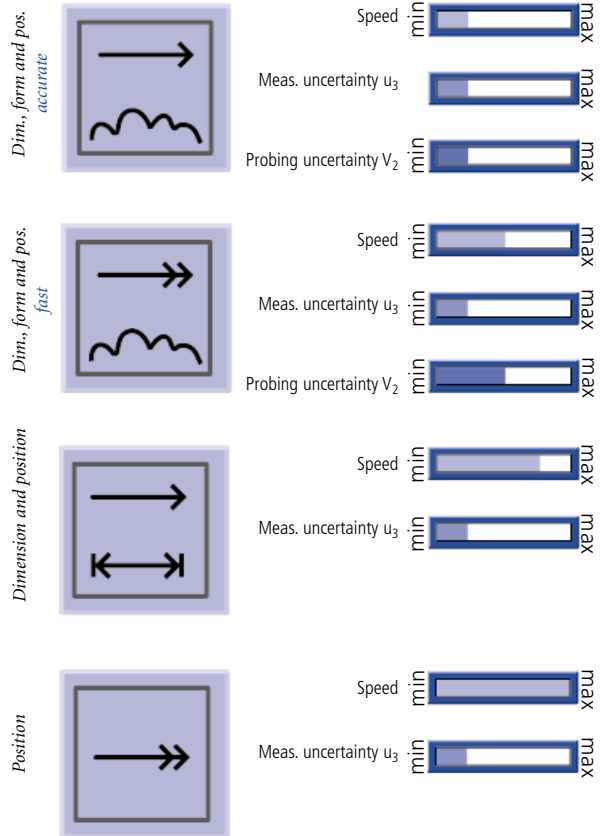 Dim., form and pos.
accurate
Speed
min
max
Meas. uncertainty u₃
max
Probing uncertainty V₂
min
max
Dim., form and pos.
fast
Speed
min
max
Meas. uncertainty u₃
min
max
Probing uncertainty V₂
min
max
Dimension and position
Speed
min
max
Meas. uncertainty u₃
min
max
Position
Speed
min
max
Meas. uncertainty u₃
min
max